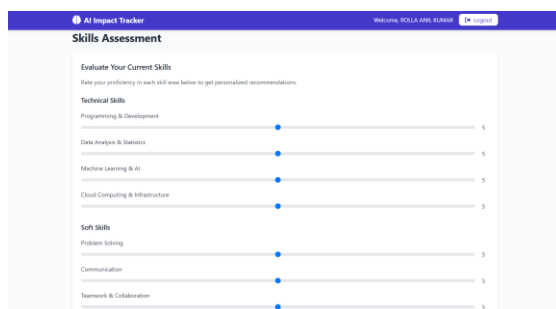 AI Impact Tracker
Welcome, ROLLA ANIL KUMAR
Logout
Skills Assessment
Evaluate Your Current Skills
Rate your proficiency in each skill area below to get personalized recommendations.
Technical Skills
Programming & Development
5
Data Analysis & Statistics
5
Machine Learning & AI
5
Cloud Computing & Infrastructure
5
Soft Skills
Problem Solving
5
Communication
5
Teamwork & Collaboration
5